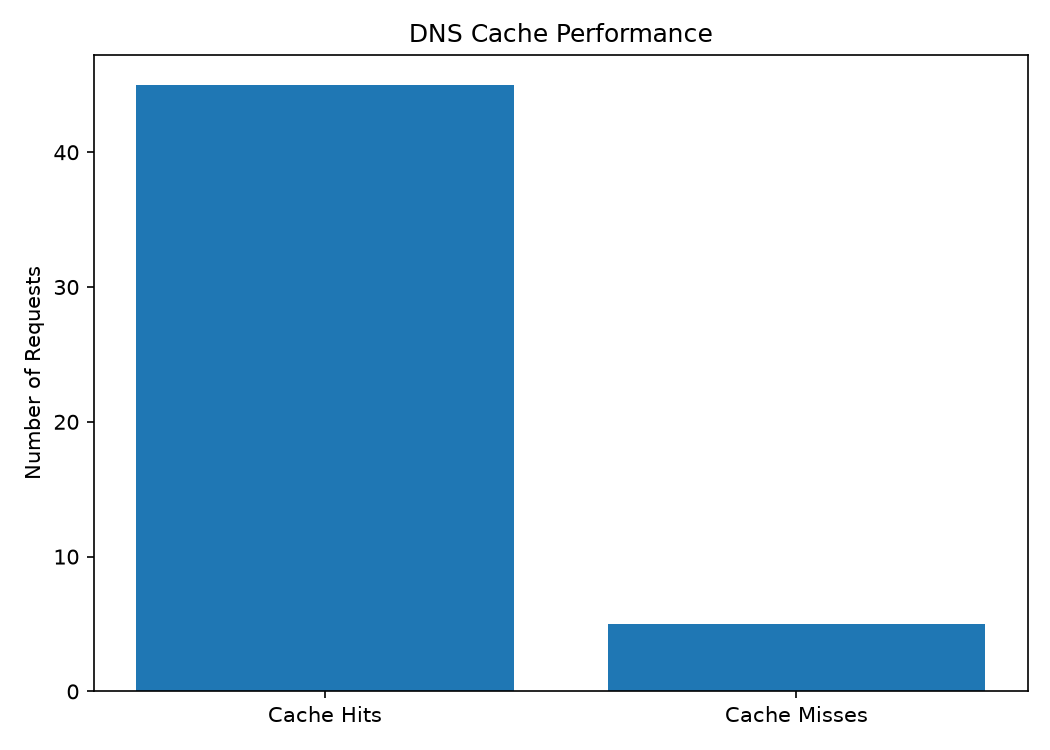 DNS Cache Performance
Number of Requests
40
30
20
10
0
Cache Hits
Cache Misses